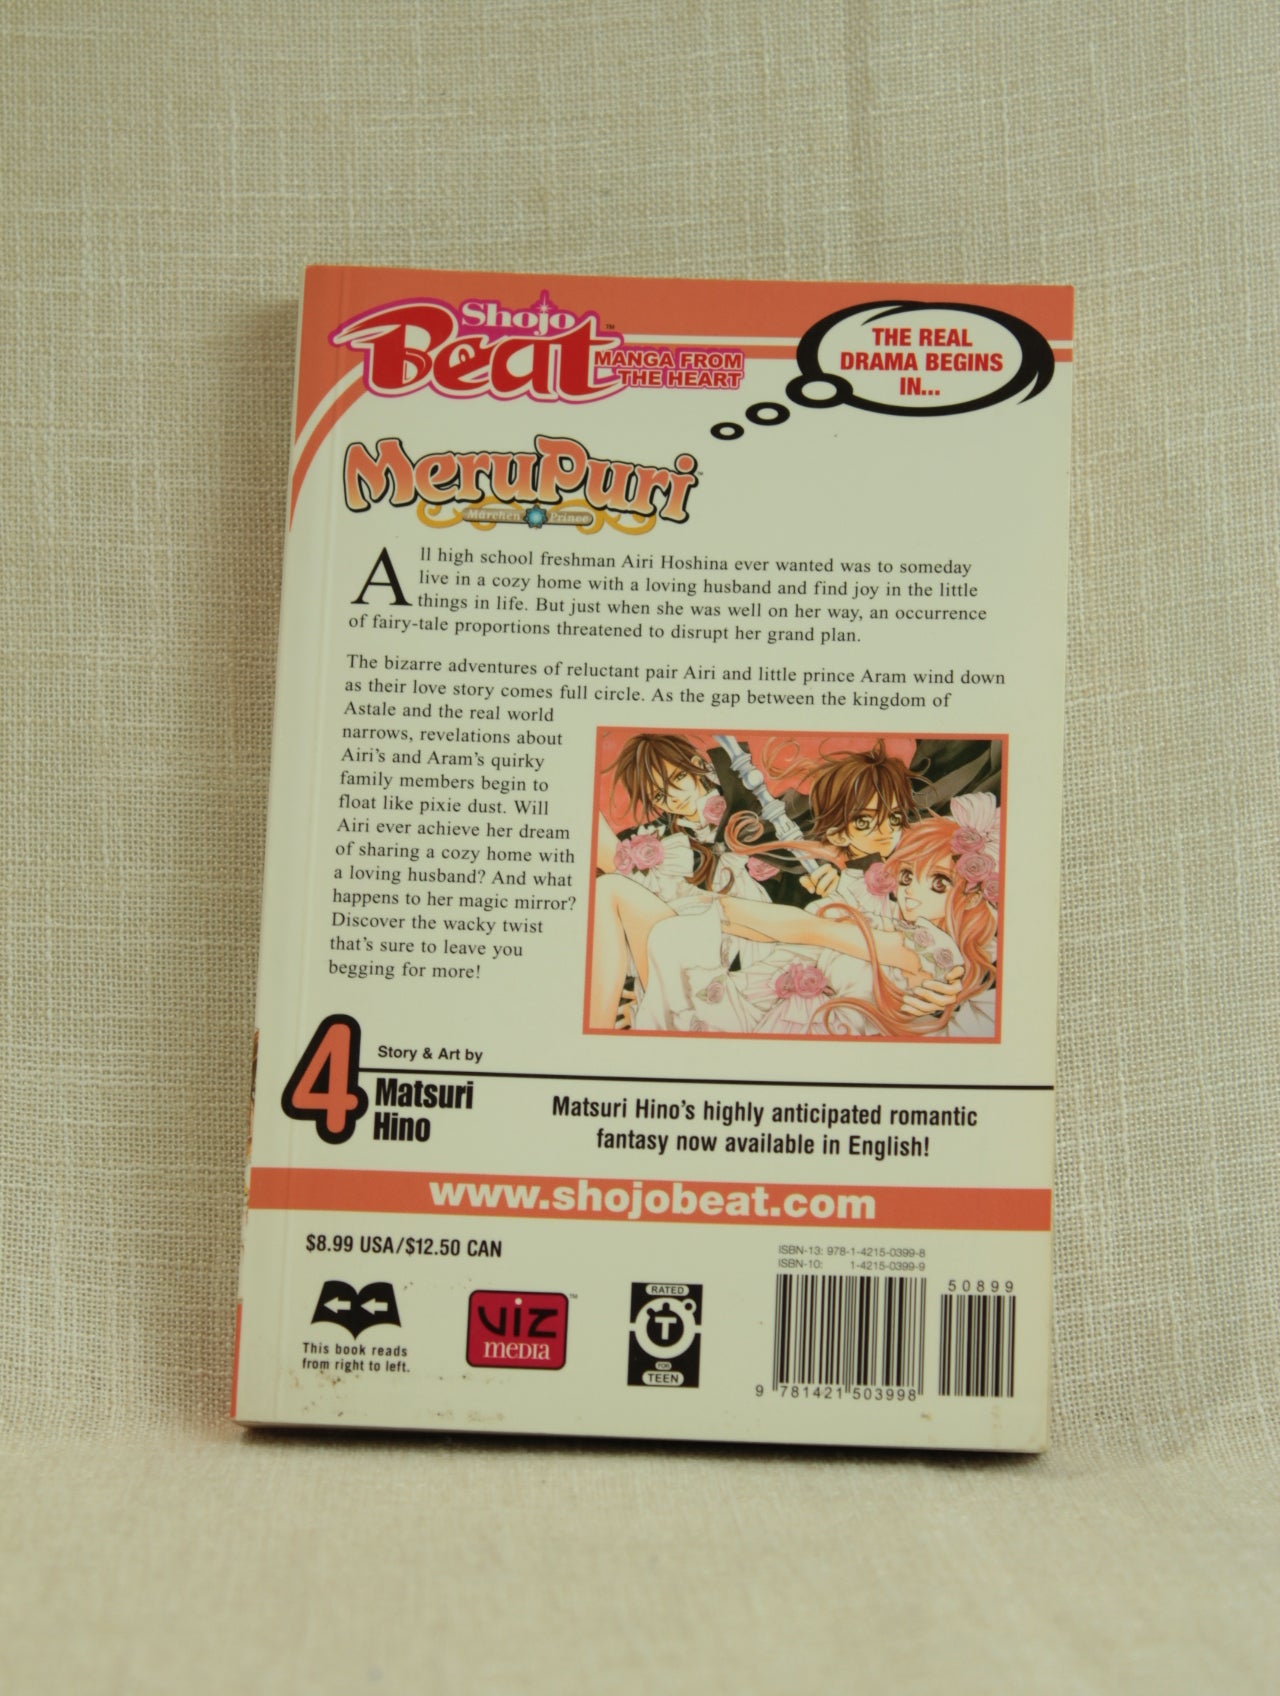 Shojo
Beat™
MANGA FROM
THE HEART
THE REAL
DRAMA BEGINS
IN...
MeruPuri™
Märchen Prince
All high school freshman Airi Hoshina ever wanted was to someday
live in a cozy home with a loving husband and find joy in the little
things in life. But just when she was well on her way, an occurrence
of fairy-tale proportions threatened to disrupt her grand plan.
The bizarre adventures of reluctant pair Airi and little prince Aram wind down
as their love story comes full circle. As the gap between the kingdom of
Astale and the real world
narrows, revelations about
Airi's and Aram's quirky
family members begin to
float like pixie dust. Will
Airi ever achieve her dream
of sharing a cozy home with
a loving husband? And what
happens to her magic mirror?
Discover the wacky twist
that's sure to leave you
begging for more!
4
Story & Art by
Matsuri
Hino
Matsuri Hino's highly anticipated romantic
fantasy now available in English!
www.shojobeat.com
$8.99 USA/$12.50 CAN
This book reads
from right to left.
VIZ™
MEDIA
RATED
T
FOR
TEEN
ISBN-13: 978-1-4215-0399-8
ISBN-10: 1-4215-0399-9
50899
9 781421 503998